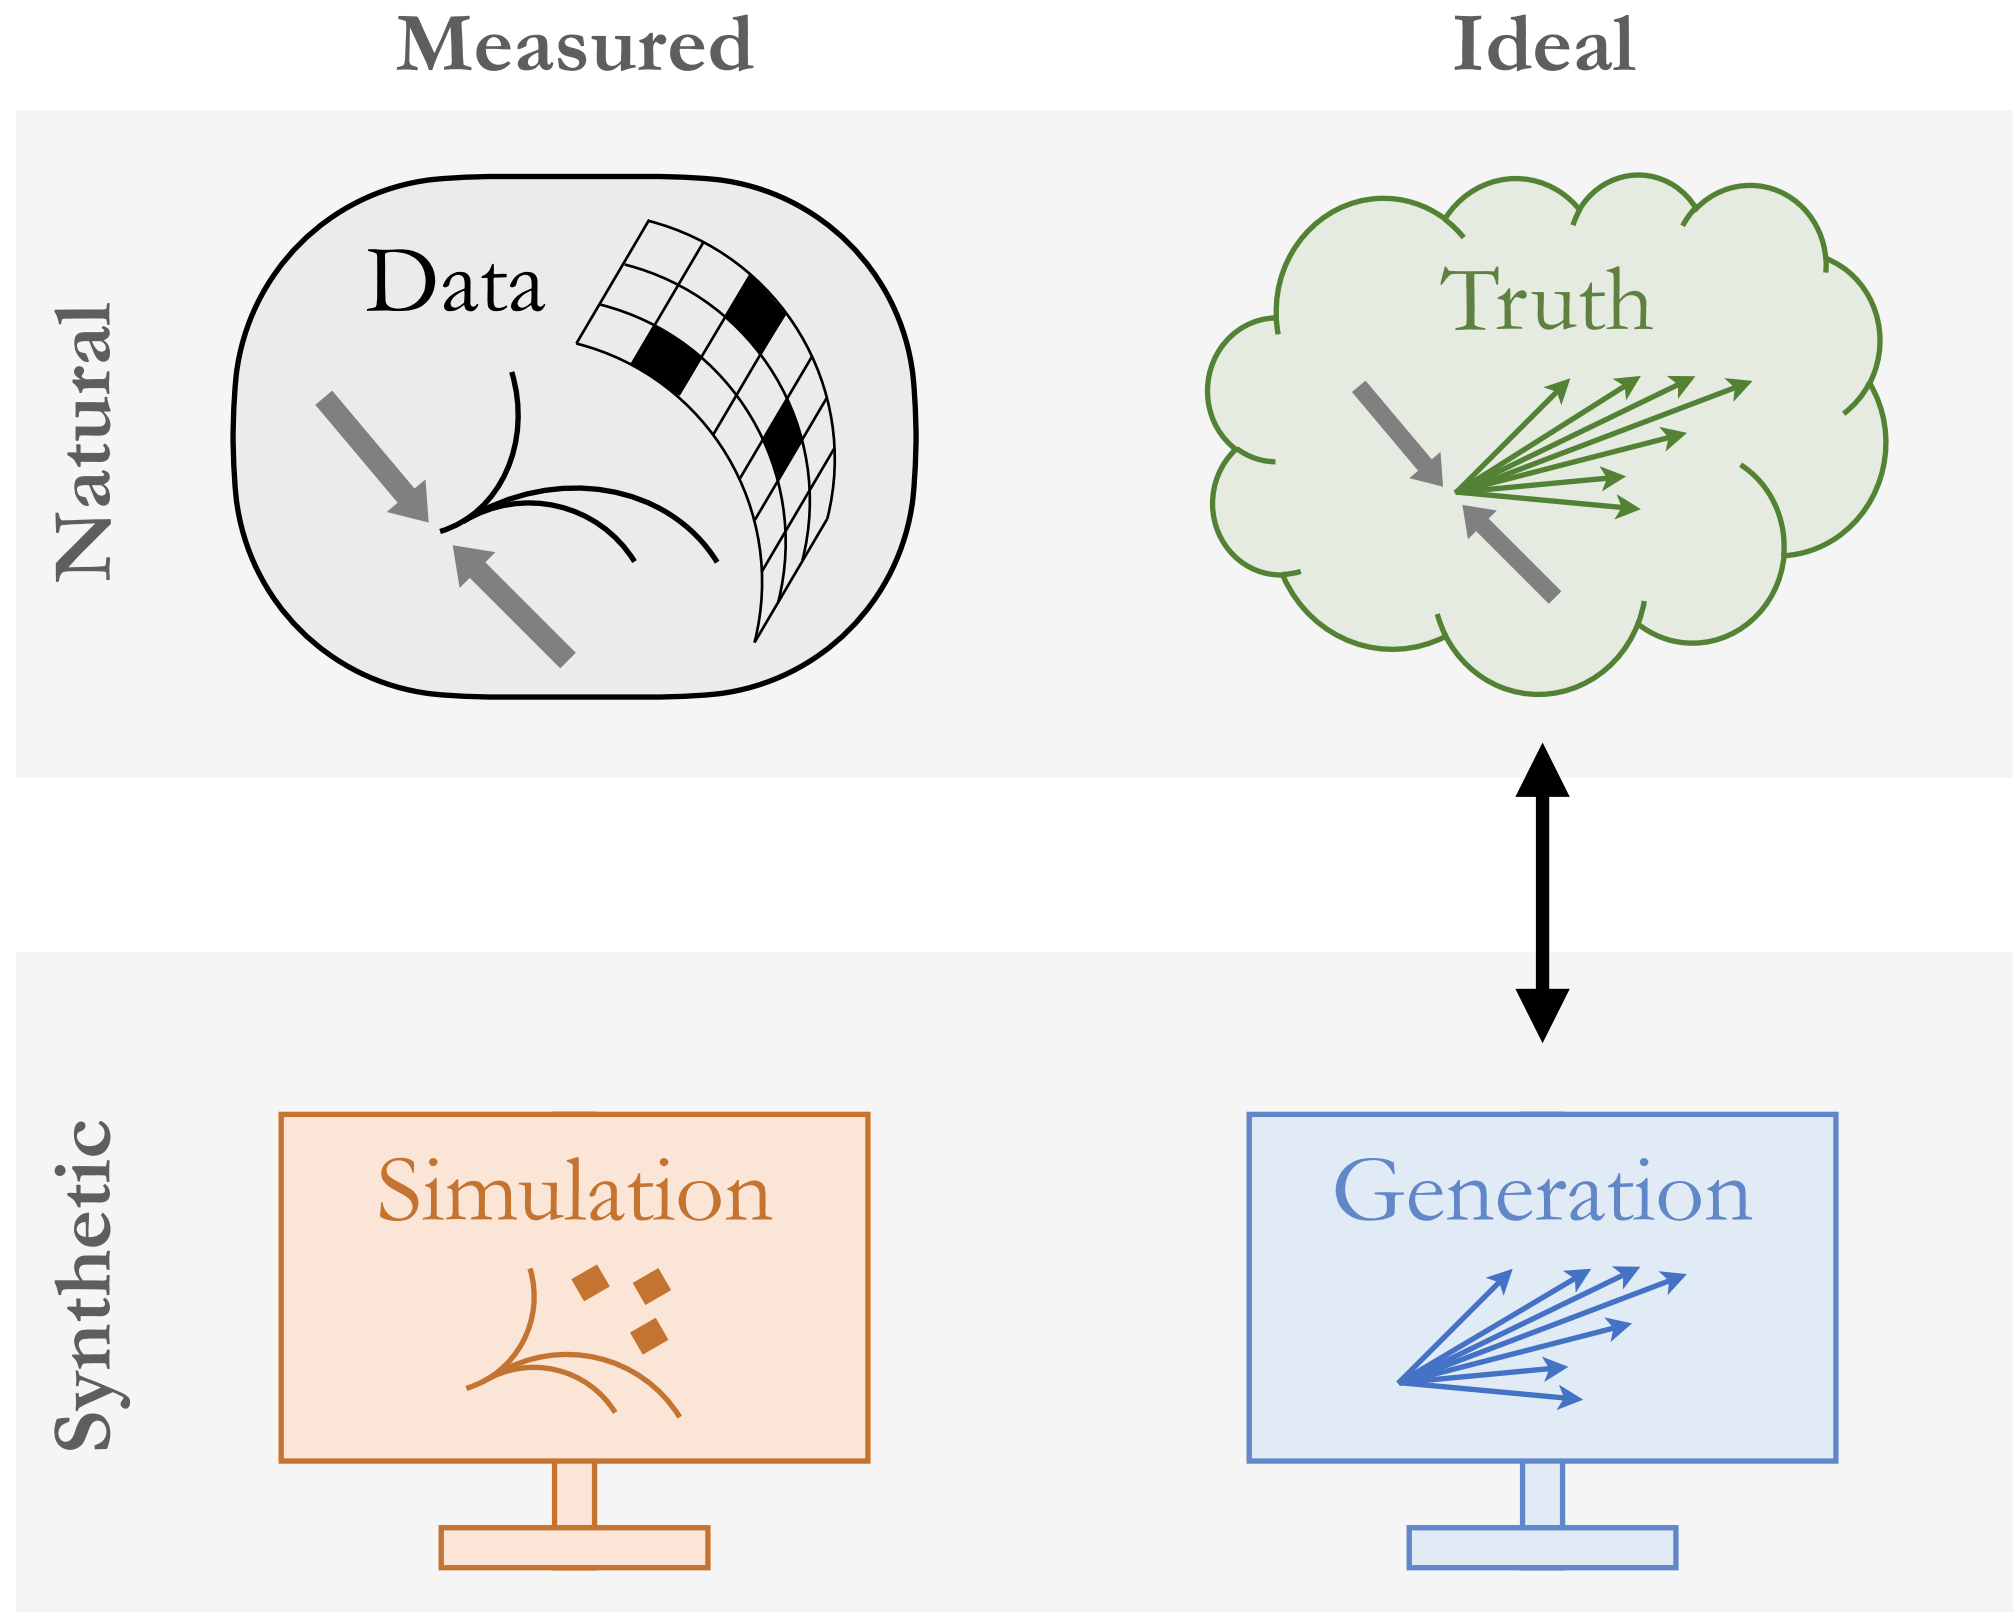 Measured
Ideal
Natural
Data
Truth
Synthetic
Simulation
Generation